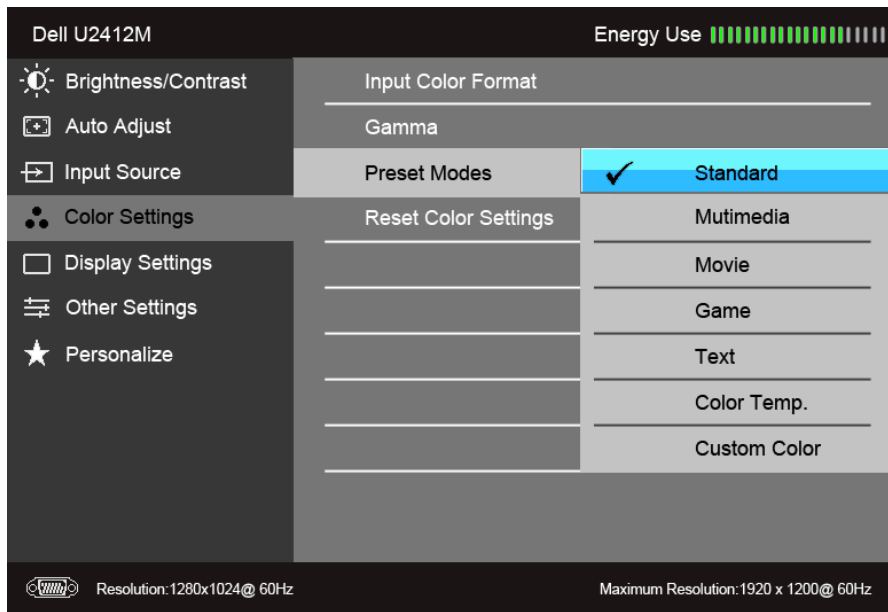 Dell U2412M
Energy Use
Brightness/Contrast
Auto Adjust
Input Source
Color Settings
Display Settings
Other Settings
Personalize
Input Color Format
Gamma
Preset Modes
Reset Color Settings
Standard
Mutimedia
Movie
Game
Text
Color Temp.
Custom Color
Resolution:1280x1024@ 60Hz
Maximum Resolution:1920 x 1200@ 60Hz